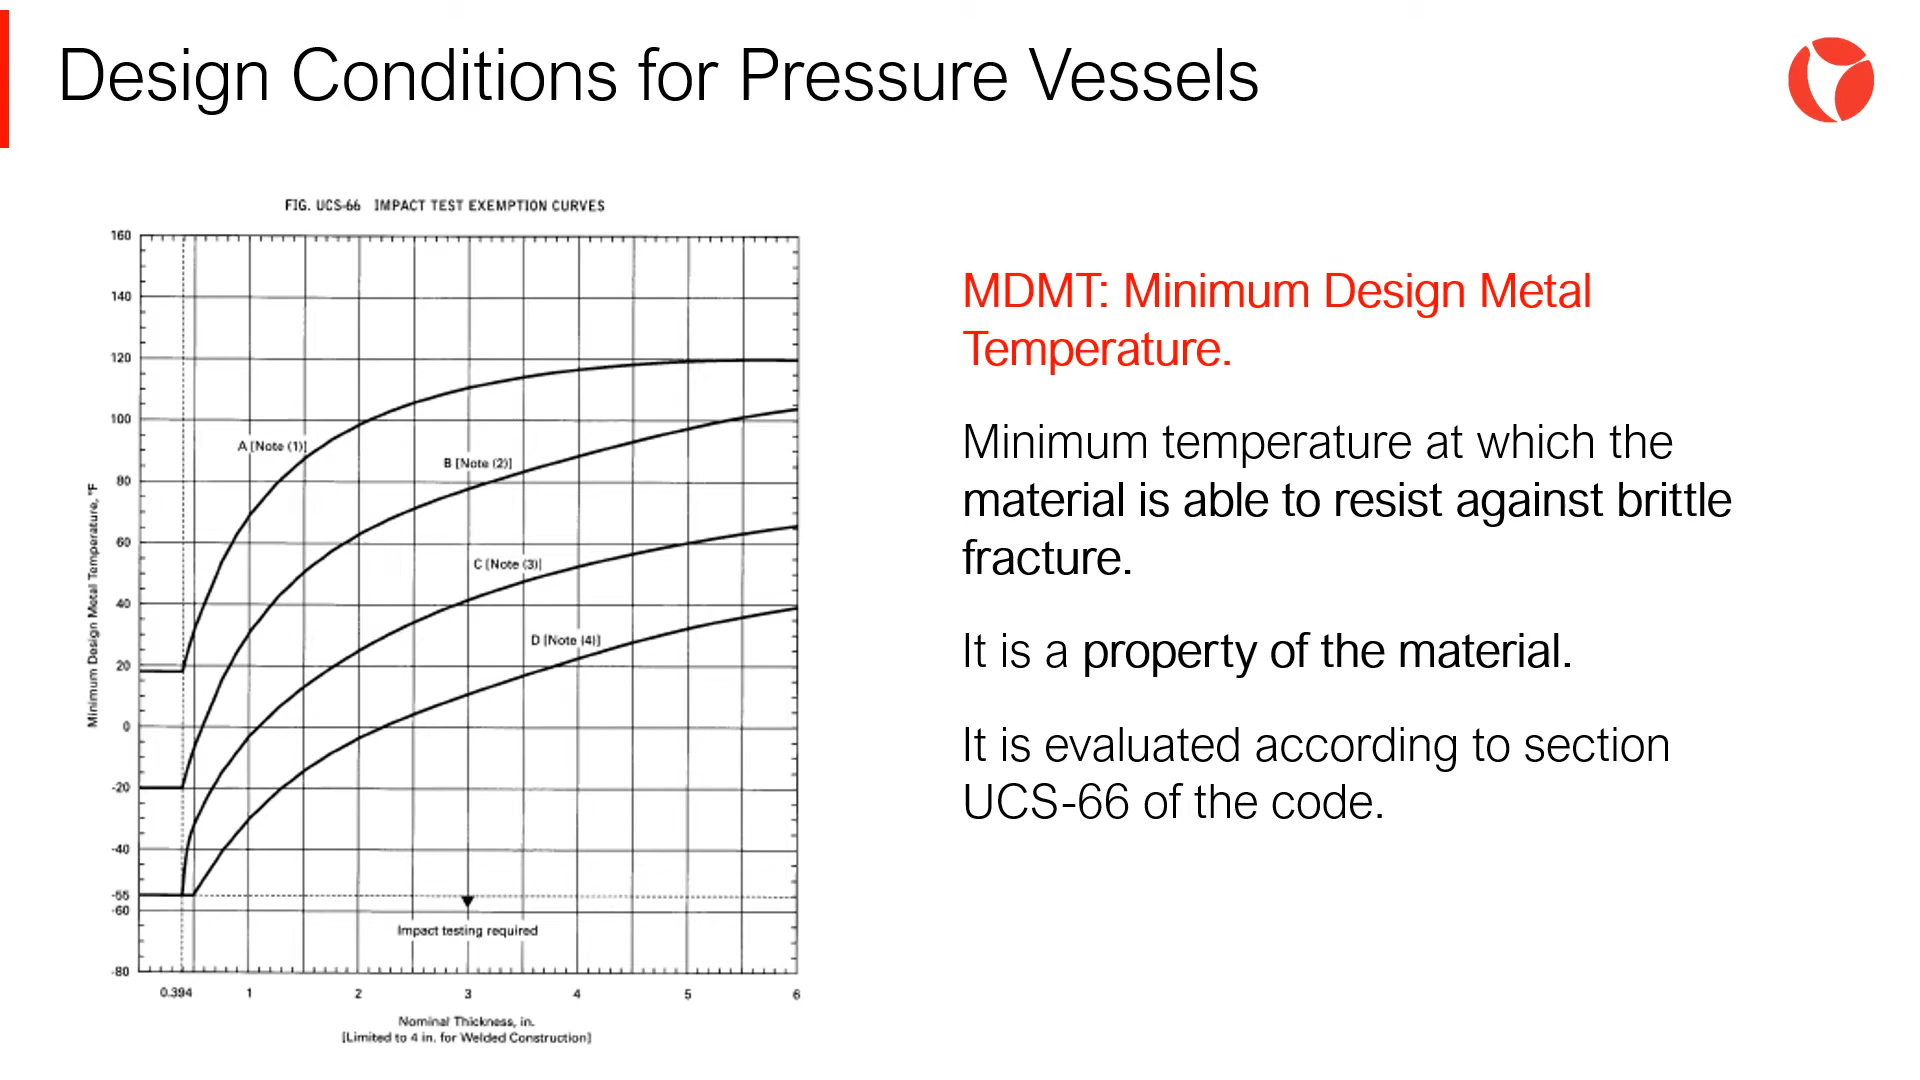 Design Conditions for Pressure Vessels
FIG. UCS-66 IMPACT TEST EXEMPTION CURVES
160
140
120
100
80
60
40
20
0
-20
-40
-55
-60
-80
Minimum Design Metal Temperature, °F
A [Note (1)]
B [Note (2)]
C [Note (3)]
D [Note (4)]
Impact testing required
0.394 1 2 3 4 5 6
Nominal Thickness, in.
[Limited to 4 in. for Welded Construction]
MDMT: Minimum Design Metal
Temperature.
Minimum temperature at which the
material is able to resist against brittle
fracture.
It is a property of the material.
It is evaluated according to section
UCS-66 of the code.